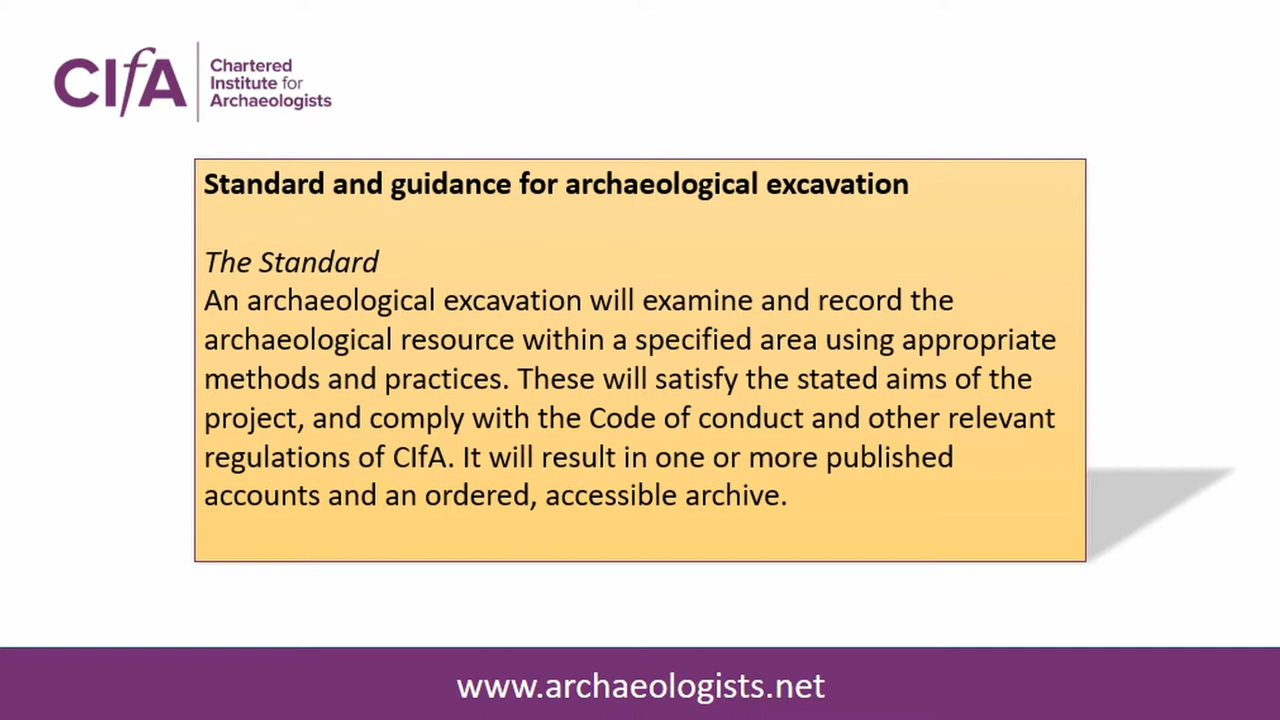 CIfA
Chartered
Institute for
Archaeologists
Standard and guidance for archaeological excavation
The Standard
An archaeological excavation will examine and record the
archaeological resource within a specified area using appropriate
methods and practices. These will satisfy the stated aims of the
project, and comply with the Code of conduct and other relevant
regulations of CIfA. It will result in one or more published
accounts and an ordered, accessible archive.
www.archaeologists.net